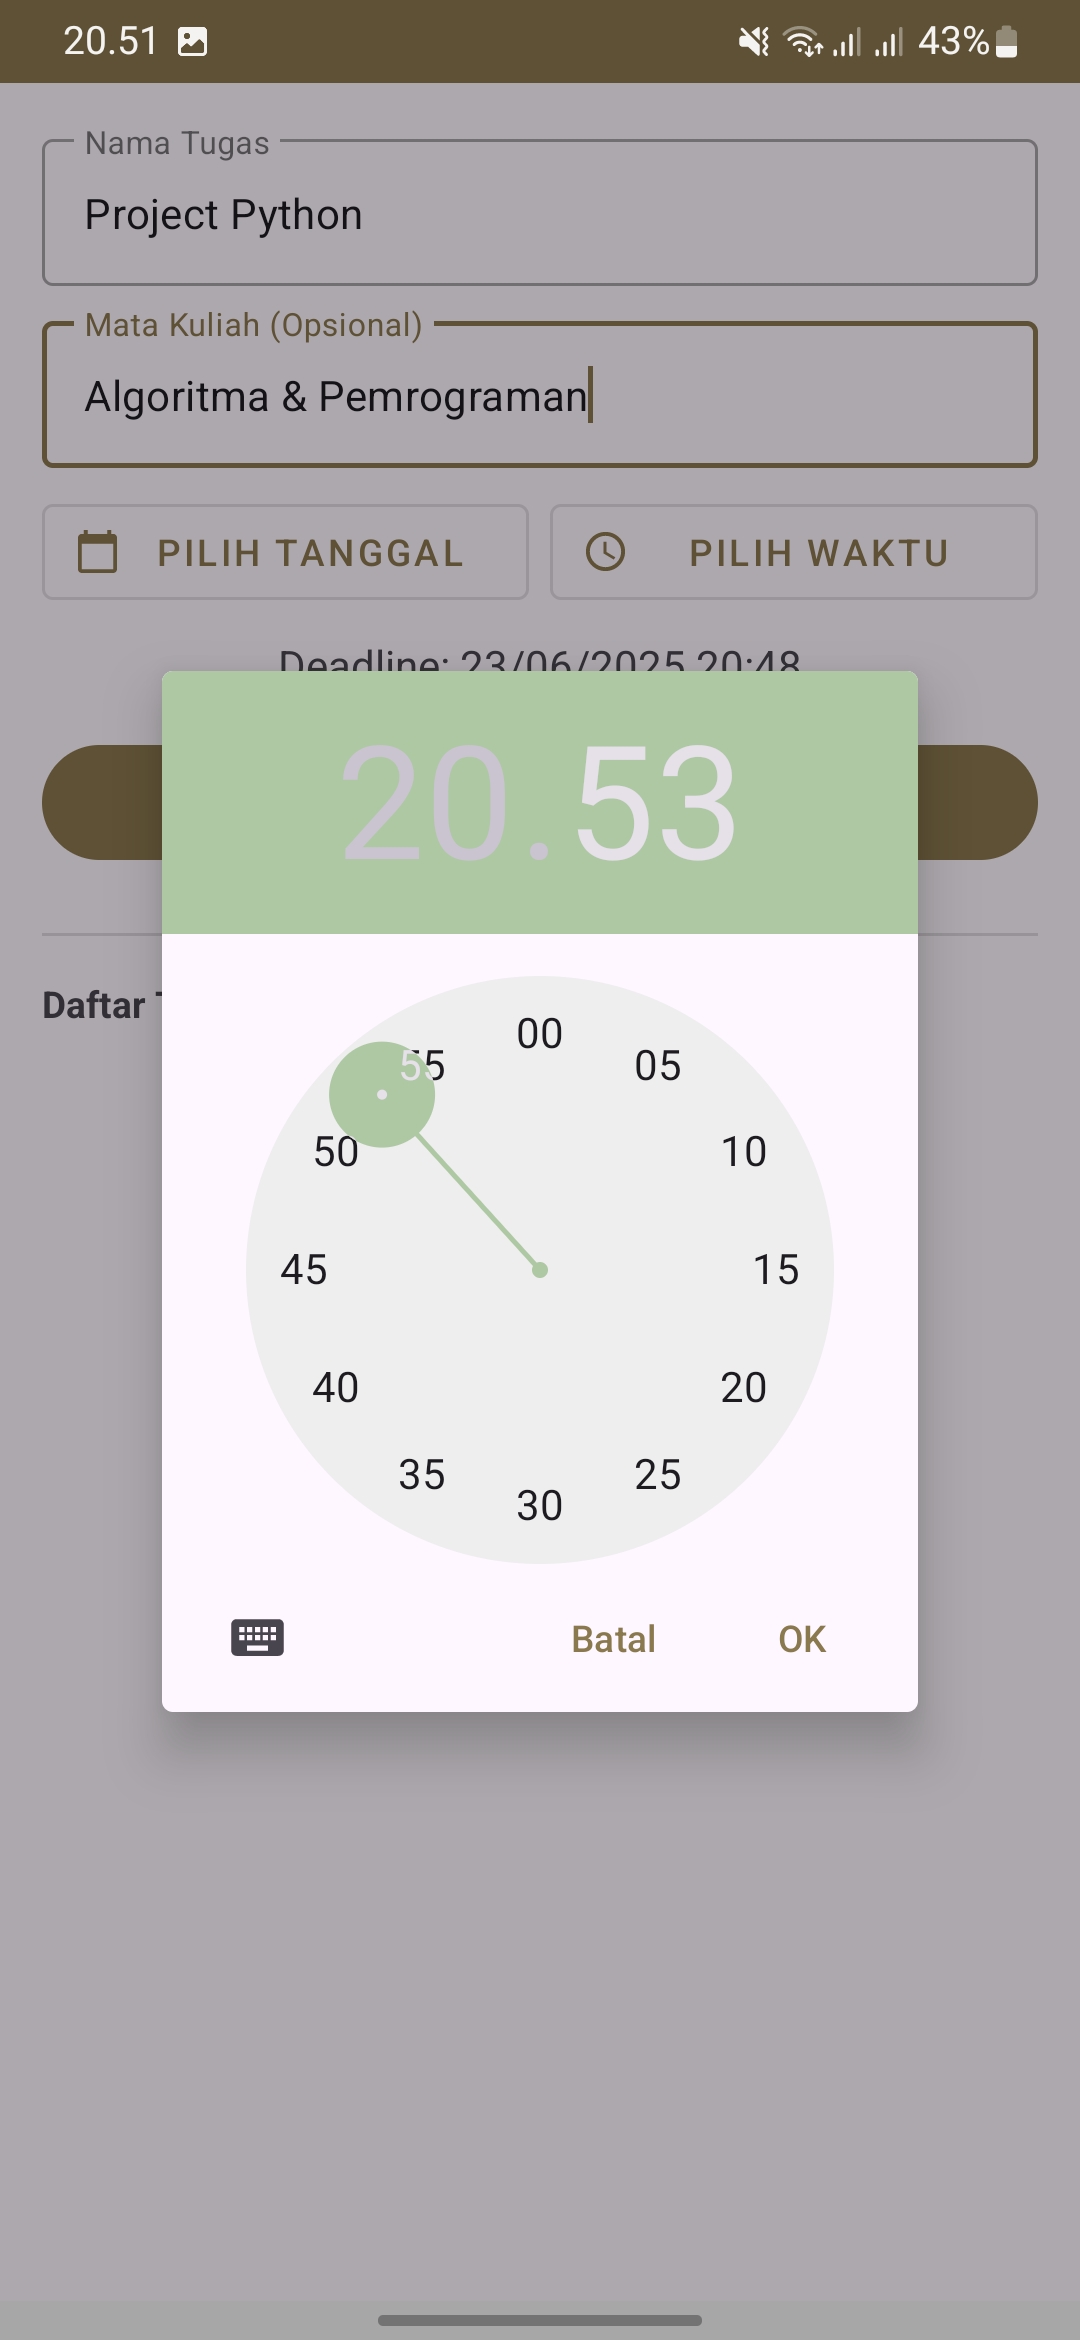 20.51 43%
Nama Tugas
Project Python
Mata Kuliah (Opsional)
Algoritma & Pemrograman
PILIH TANGGAL PILIH WAKTU
Deadline: 23/06/2025 20:48
20.53
Daftar
00
55 05
50 10
45 15
40 20
35 25
30
Batal OK